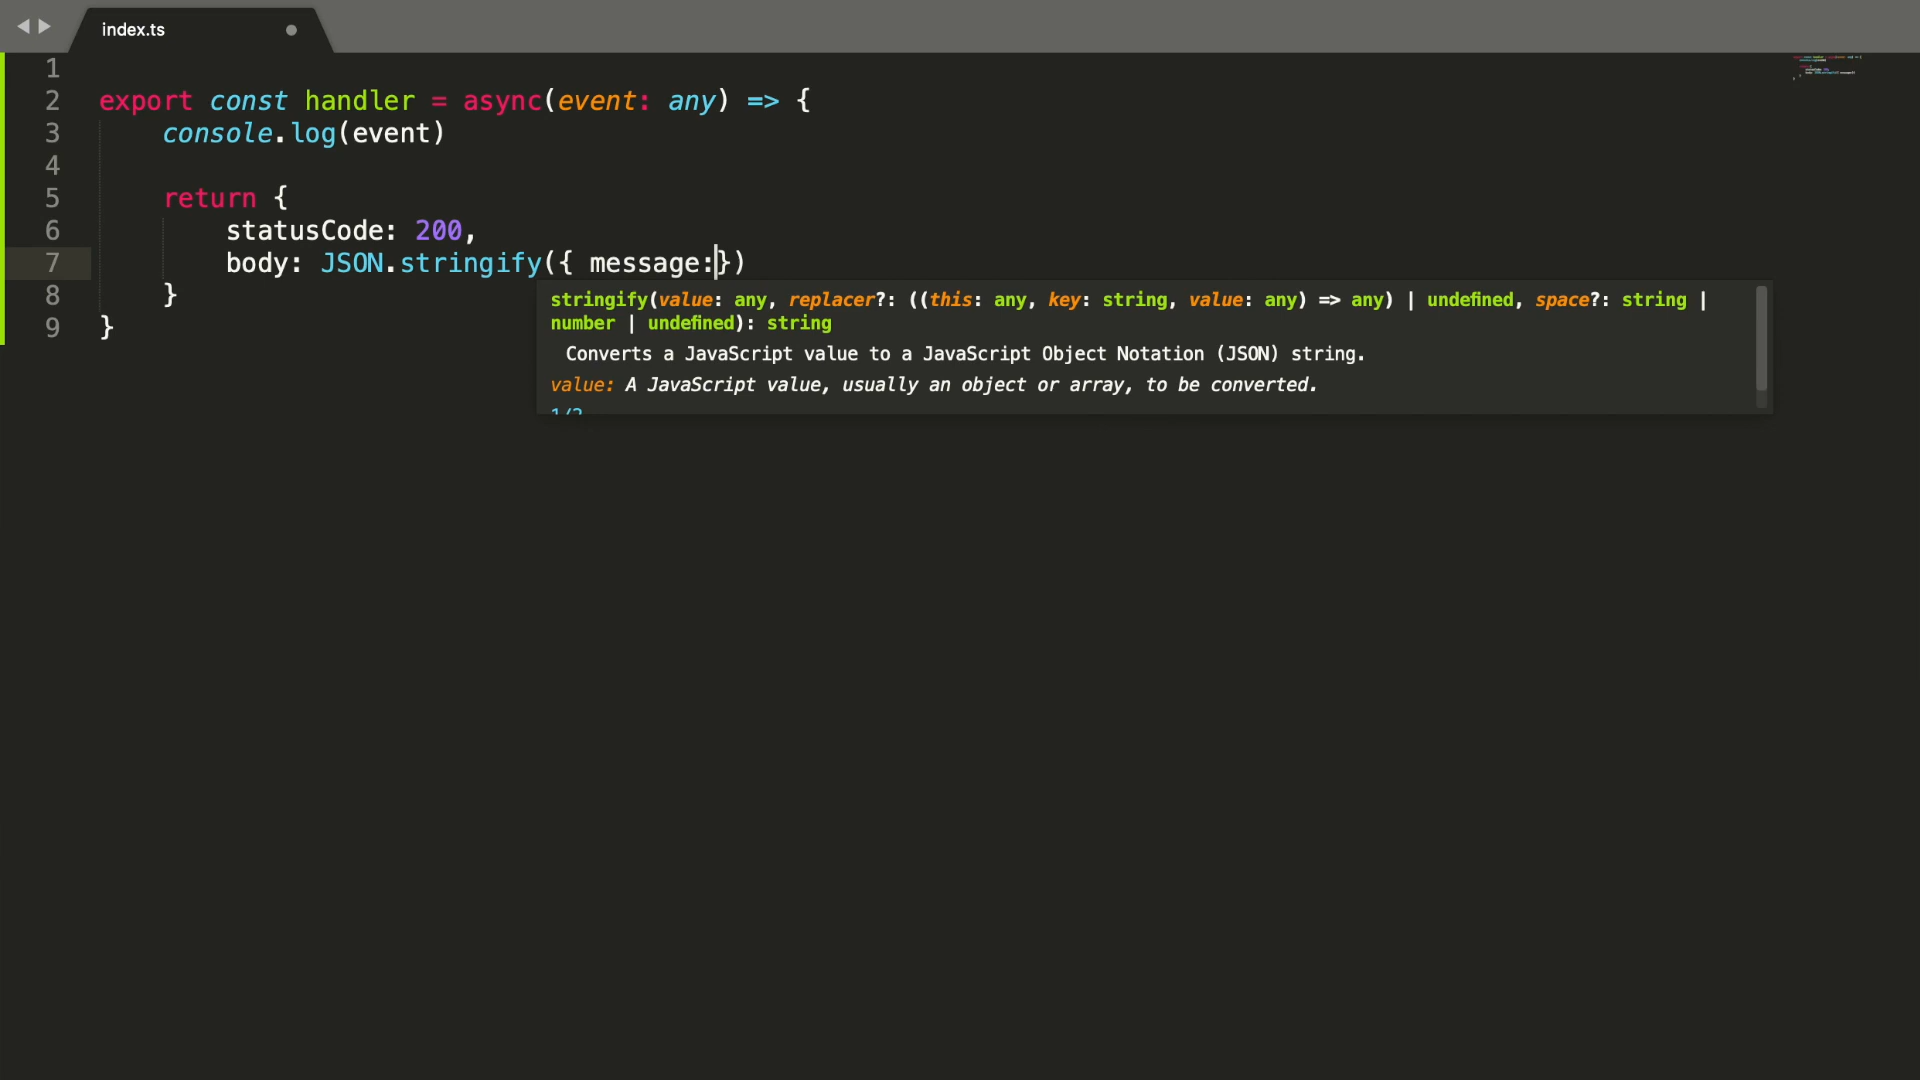 index.ts
1
2 export const handler = async(event: any) => {
3 console.log(event)
4
5 return {
6 statusCode: 200,
7 body: JSON.stringify({ message:})
8 }
9 }
stringify(value: any, replacer?: ((this: any, key: string, value: any) => any) | undefined, space?: string |
number | undefined): string
Converts a JavaScript value to a JavaScript Object Notation (JSON) string.
value: A JavaScript value, usually an object or array, to be converted.